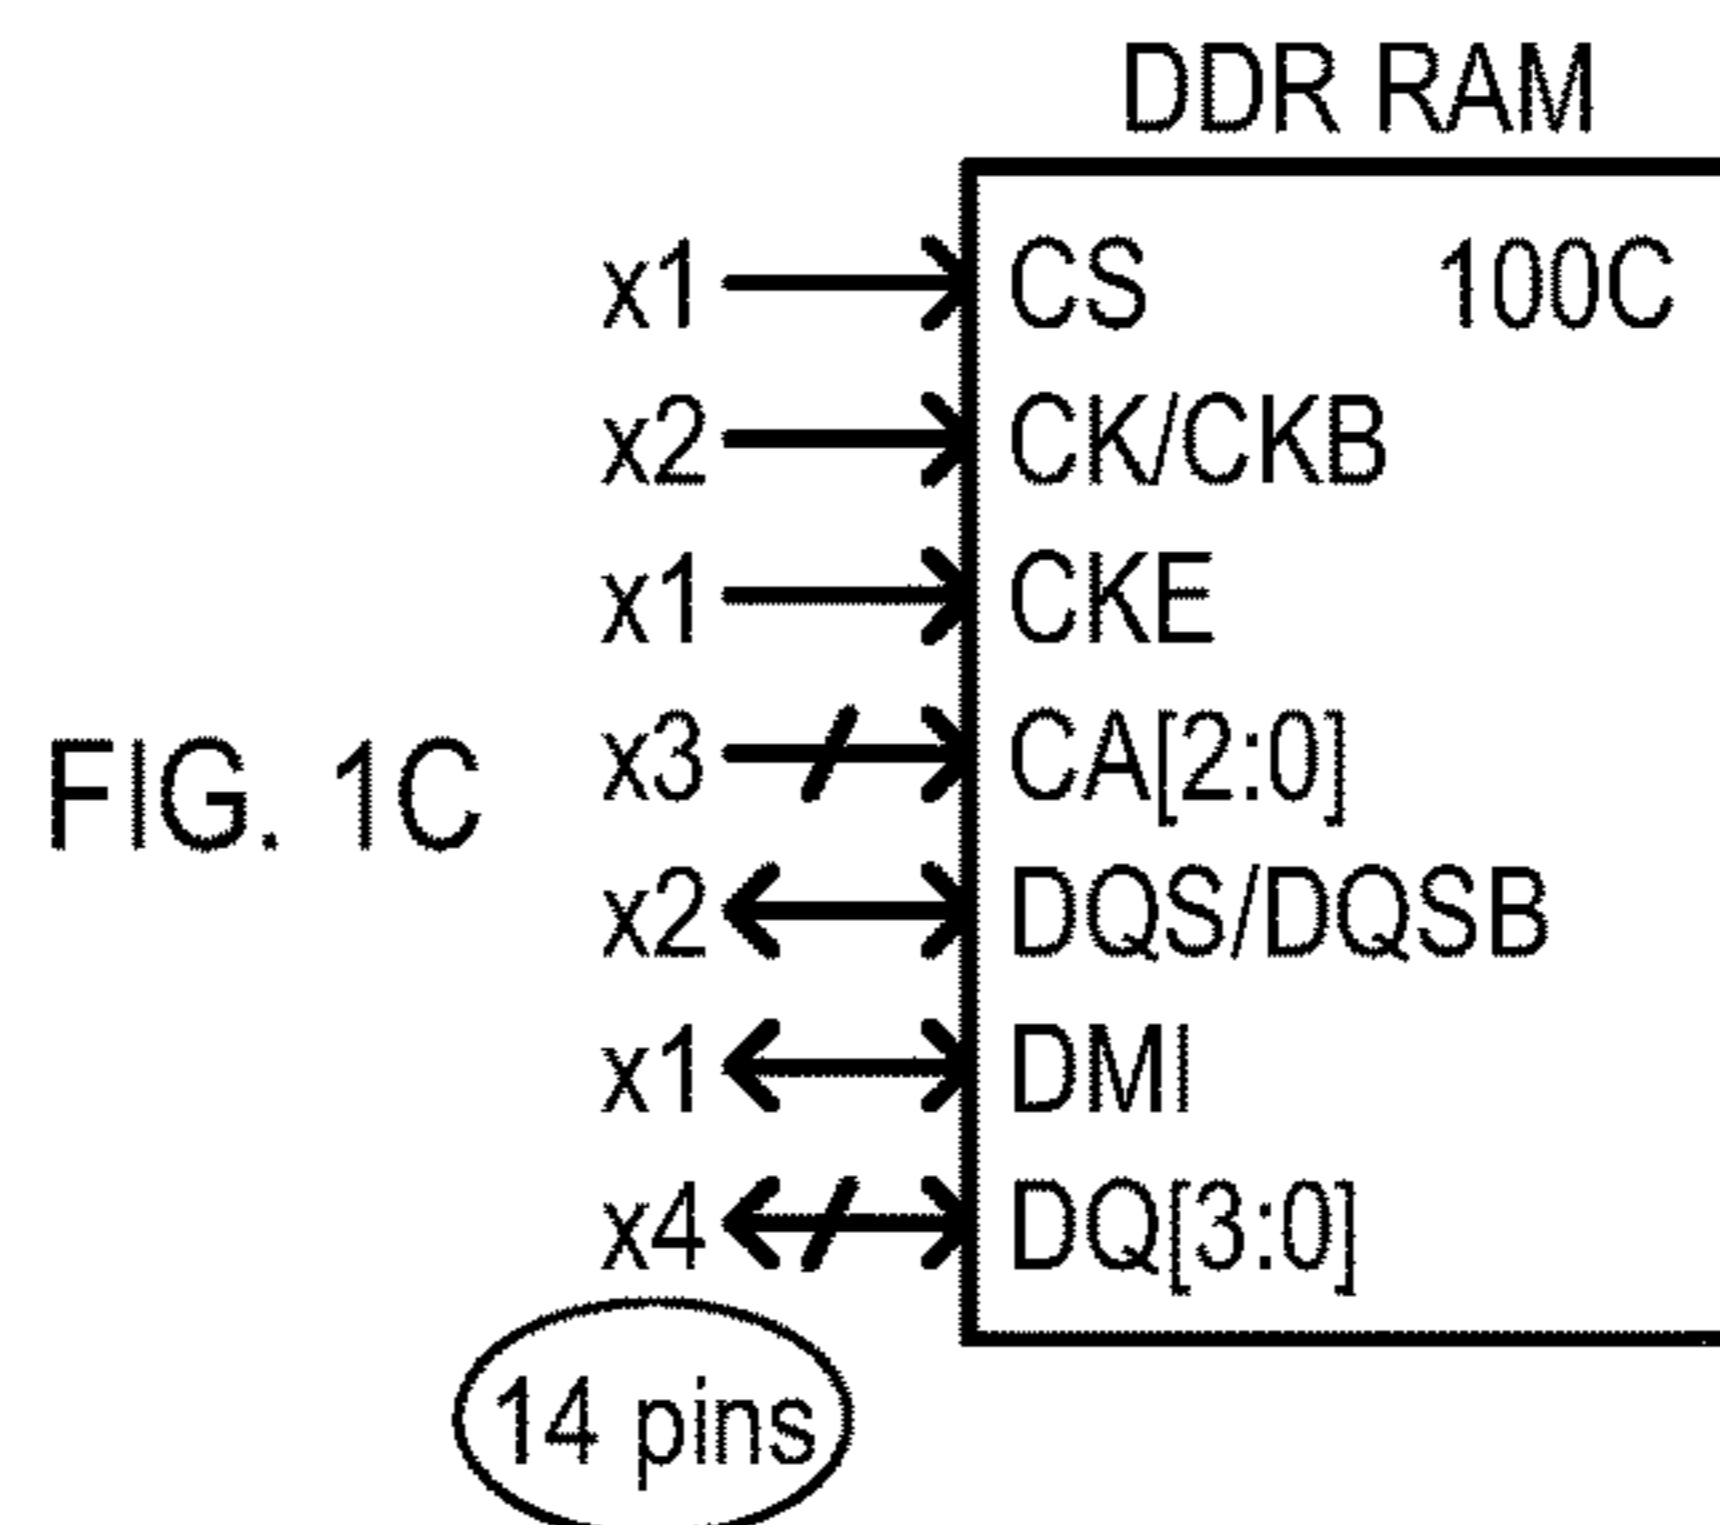 DDR RAM
x1 CS 100C
x2 CK/CKB
x1 CKE
x3 CA[2:0]
FIG. 1C
x2 DQS/DQSB
x1 DMI
x4 DQ[3:0]
14 pins